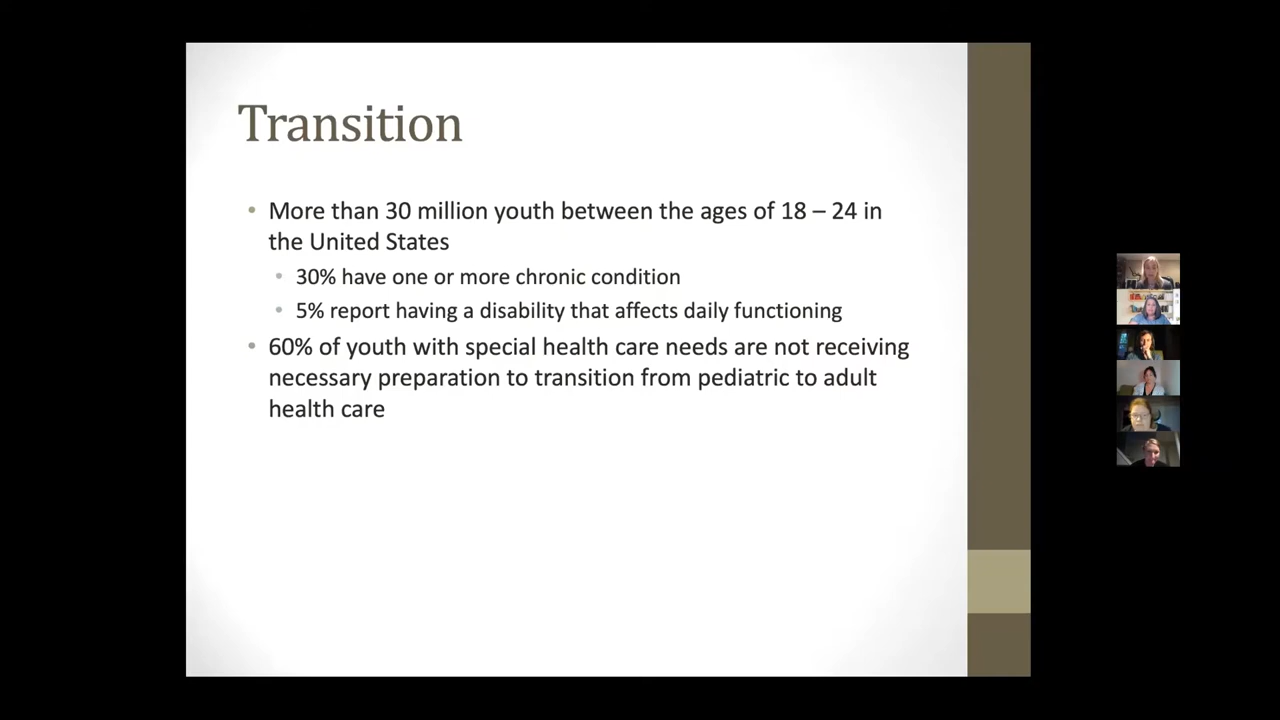 Transition
• More than 30 million youth between the ages of 18 – 24 in
the United States
• 30% have one or more chronic condition
• 5% report having a disability that affects daily functioning
• 60% of youth with special health care needs are not receiving
necessary preparation to transition from pediatric to adult
health care